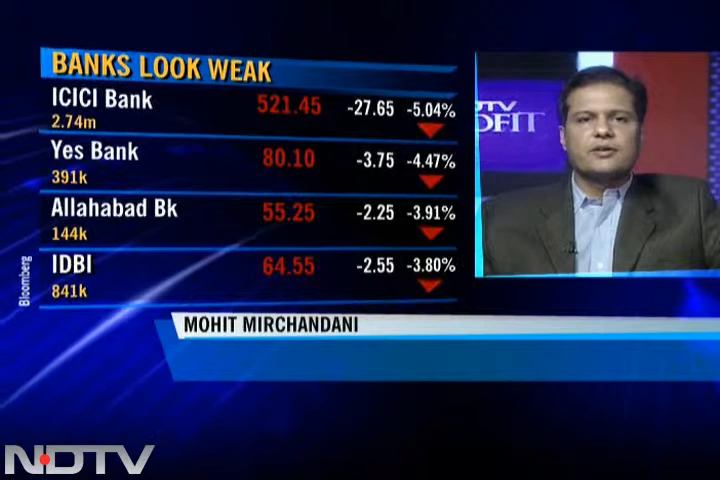 BANKS LOOK WEAK
ICICI Bank 521.45 -27.65 -5.04%
2.74m
Yes Bank 80.10 -3.75 -4.47%
391k
Allahabad Bk 55.25 -2.25 -3.91%
144k
IDBI 64.55 -2.55 -3.80%
841k
Bloomberg
DTV
OFIT
MOHIT MIRCHANDANI
NDTV